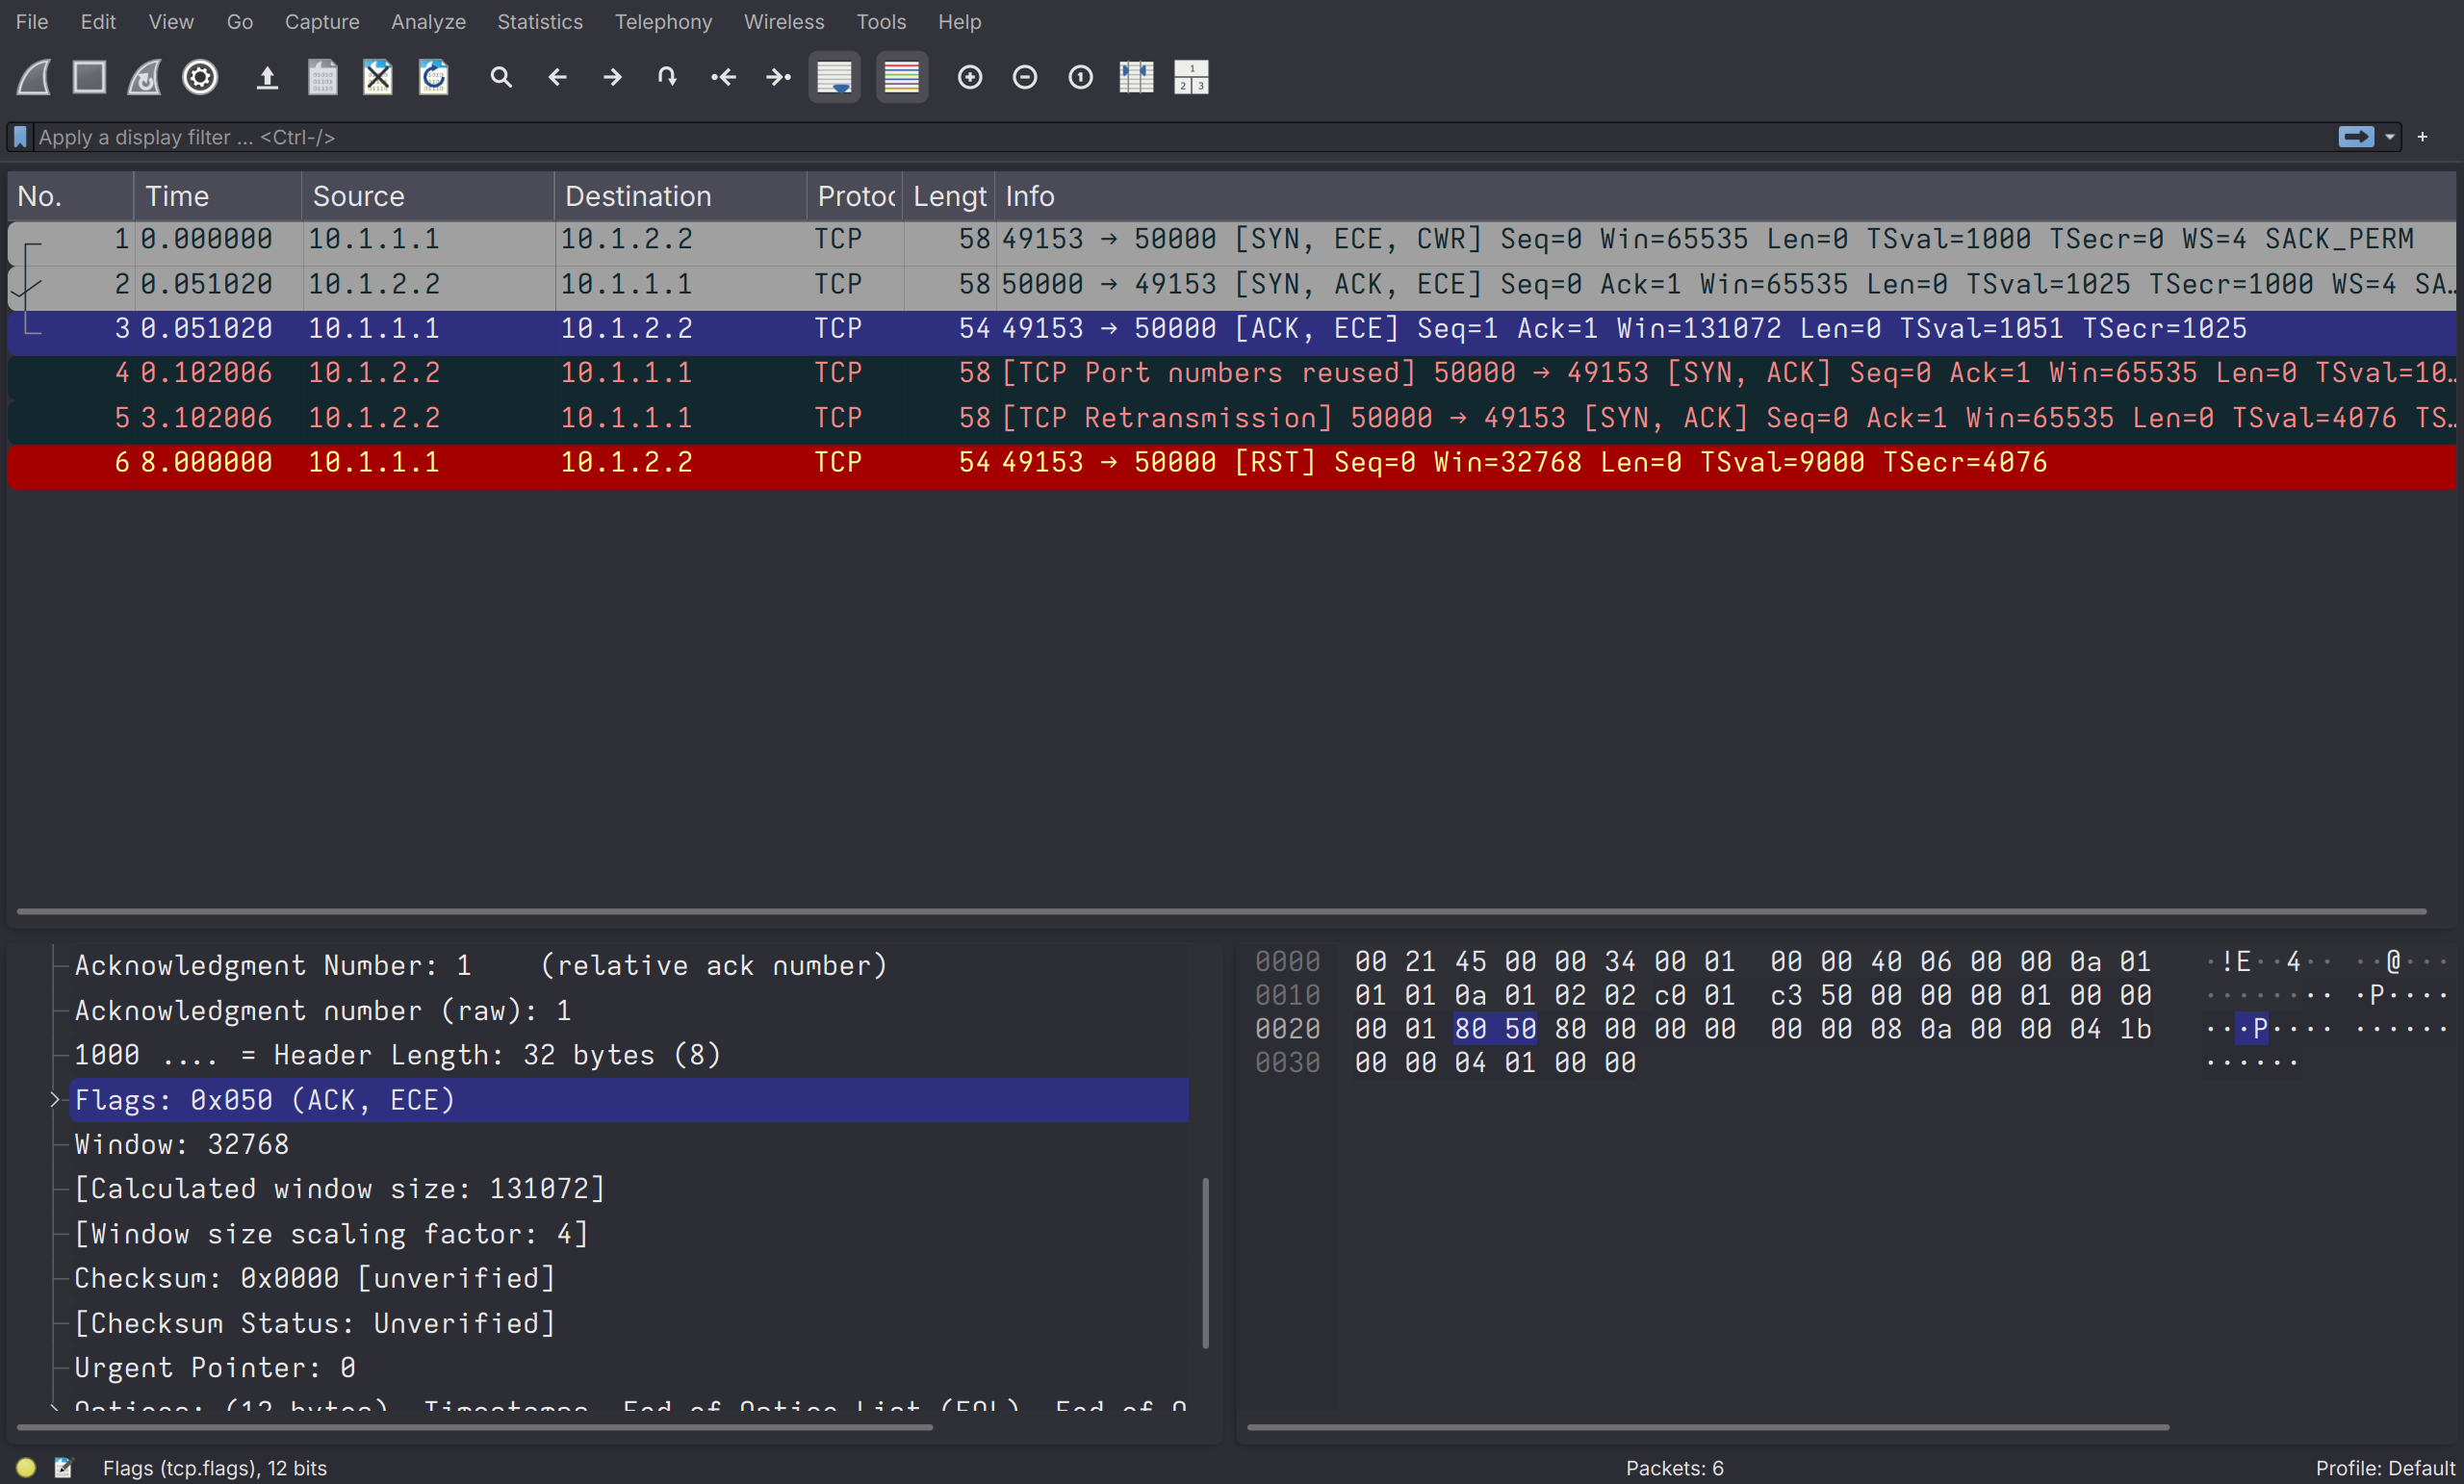 File Edit View Go Capture Analyze Statistics Telephony Wireless Tools Help
Apply a display filter ... <Ctrl-/>
No. Time Source Destination Protoc Lengt Info
1 0.000000 10.1.1.1 10.1.2.2 TCP 58 49153 → 50000 [SYN, ECE, CWR] Seq=0 Win=65535 Len=0 TSval=1000 TSecr=0 WS=4 SACK_PERM
2 0.051020 10.1.2.2 10.1.1.1 TCP 58 50000 → 49153 [SYN, ACK, ECE] Seq=0 Ack=1 Win=65535 Len=0 TSval=1025 TSecr=1000 WS=4 SA…
3 0.051020 10.1.1.1 10.1.2.2 TCP 54 49153 → 50000 [ACK, ECE] Seq=1 Ack=1 Win=131072 Len=0 TSval=1051 TSecr=1025
4 0.102006 10.1.2.2 10.1.1.1 TCP 58 [TCP Port numbers reused] 50000 → 49153 [SYN, ACK] Seq=0 Ack=1 Win=65535 Len=0 TSval=10…
5 3.102006 10.1.2.2 10.1.1.1 TCP 58 [TCP Retransmission] 50000 → 49153 [SYN, ACK] Seq=0 Ack=1 Win=65535 Len=0 TSval=4076 TS…
6 8.000000 10.1.1.1 10.1.2.2 TCP 54 49153 → 50000 [RST] Seq=0 Win=32768 Len=0 TSval=9000 TSecr=4076
Acknowledgment Number: 1    (relative ack number)
Acknowledgment number (raw): 1
1000 .... = Header Length: 32 bytes (8)
Flags: 0x050 (ACK, ECE)
Window: 32768
[Calculated window size: 131072]
[Window size scaling factor: 4]
Checksum: 0x0000 [unverified]
[Checksum Status: Unverified]
Urgent Pointer: 0
Options: (12 bytes), Timestamps, End of Option List (EOL), End of O
0000 00 21 45 00 00 34 00 01 00 00 40 06 00 00 0a 01 ·!E··4·· ··@·····
0010 01 01 0a 01 02 02 c0 01 c3 50 00 00 00 01 00 00 ········ ·P······
0020 00 01 80 50 80 00 00 00 00 00 08 0a 00 00 04 1b ···P···· ········
0030 00 00 04 01 00 00 ······
Flags (tcp.flags), 12 bits
Packets: 6
Profile: Default